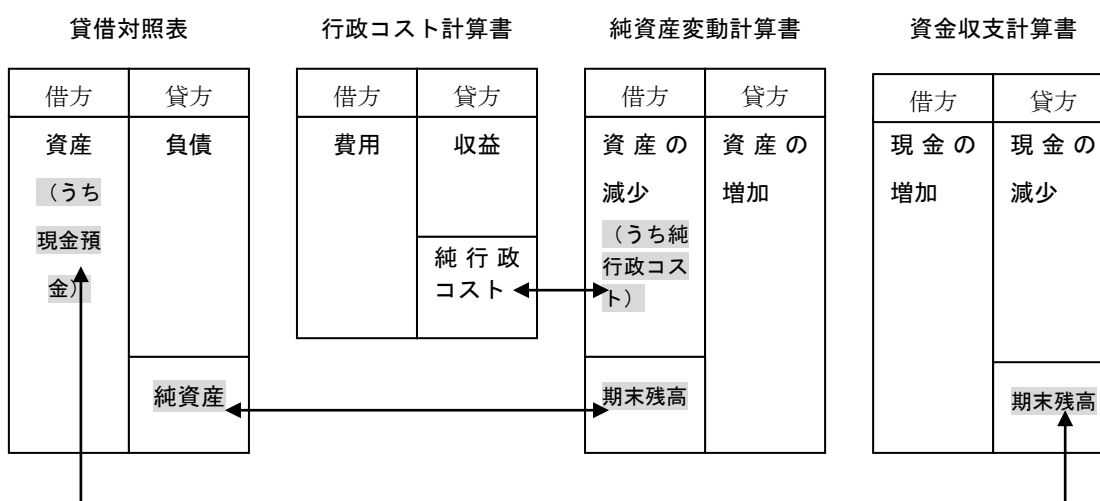 貸借対照表
借方 貸方
資産
（うち
現金預
金）
負債
純資産
行政コスト計算書
借方 貸方
費用
収益
純行政
コスト
純資産変動計算書
借方 貸方
資産の
減少
（うち純
行政コス
ト）
期末残高
資産の
増加
資金収支計算書
借方 貸方
現金の
増加
現金の
減少
期末残高